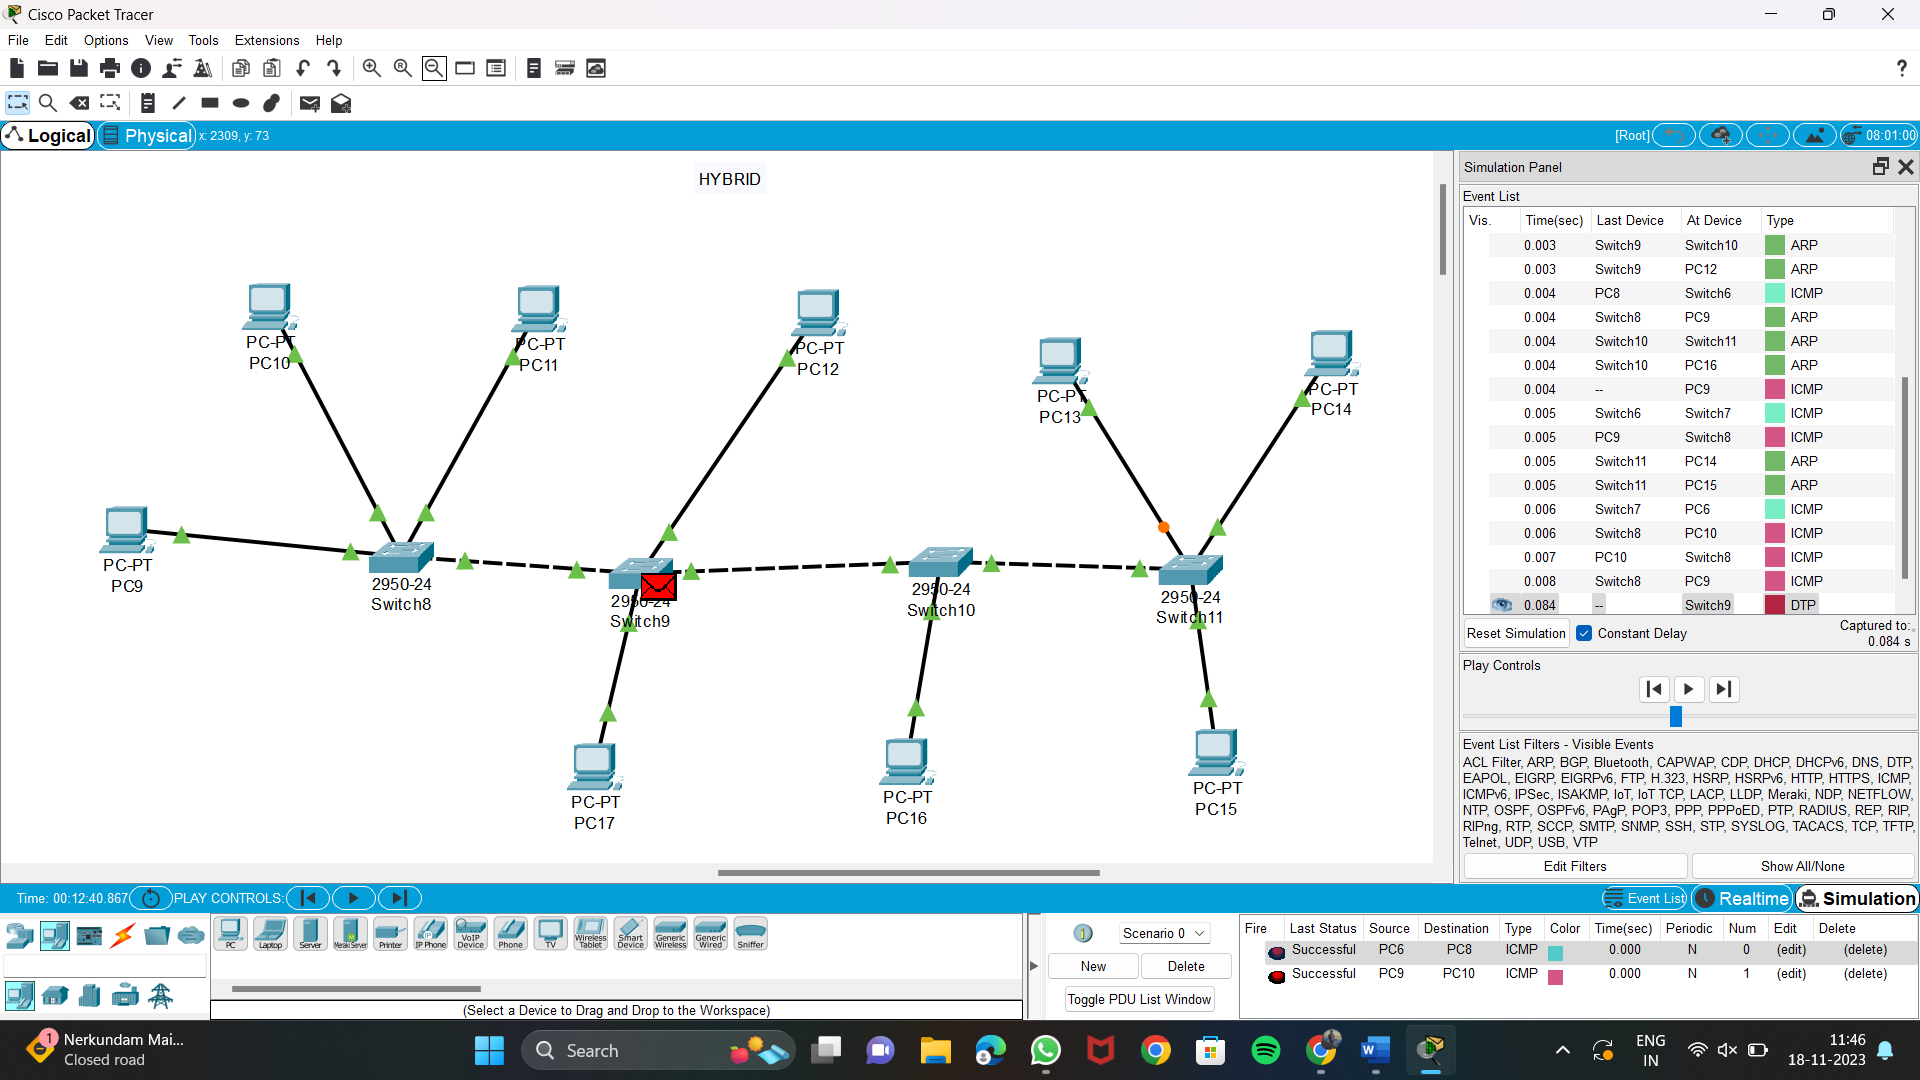 Cisco Packet Tracer
File Edit Options View Tools Extensions Help
?
Logical Physical x: 2309, y: 73 [Root] 08:01:00
HYBRID
PC-PT
PC10
PC-PT
PC11
PC-PT
PC12
PC-PT
PC13
PC-PT
PC14
PC-PT
PC9
2950-24
Switch8
2950-24
Switch9
2950-24
Switch10
2950-24
Switch11
PC-PT
PC17
PC-PT
PC16
PC-PT
PC15
Simulation Panel
Event List
Vis. Time(sec) Last Device At Device Type
0.003 Switch9 Switch10 ARP
0.003 Switch9 PC12 ARP
0.004 PC8 Switch6 ICMP
0.004 Switch8 PC9 ARP
0.004 Switch10 Switch11 ARP
0.004 Switch10 PC16 ARP
0.004 -- PC9 ICMP
0.005 Switch6 Switch7 ICMP
0.005 PC9 Switch8 ICMP
0.005 Switch11 PC14 ARP
0.005 Switch11 PC15 ARP
0.006 Switch7 PC6 ICMP
0.006 Switch8 PC10 ICMP
0.007 PC10 Switch8 ICMP
0.008 Switch8 PC9 ICMP
0.084 -- Switch9 DTP
Reset Simulation Constant Delay Captured to:
0.084 s
Play Controls
Event List Filters - Visible Events
ACL Filter, ARP, BGP, Bluetooth, CAPWAP, CDP, DHCP, DHCPv6, DNS, DTP,
EAPOL, EIGRP, EIGRPv6, FTP, H.323, HSRP, HSRPv6, HTTP, HTTPS, ICMP,
ICMPv6, IPSec, ISAKMP, IoT, IoT TCP, LACP, LLDP, Meraki, NDP, NETFLOW,
NTP, OSPF, OSPFv6, PAgP, POP3, PPP, PPPoED, PTP, RADIUS, REP, RIP,
RIPng, RTP, SCCP, SMTP, SNMP, SSH, STP, SYSLOG, TACACS, TCP, TFTP,
Telnet, UDP, USB, VTP
Edit Filters Show All/None
Time: 00:12:40.867 PLAY CONTROLS: Event List Realtime Simulation
PC Laptop Server Meraki Server Printer IP Phone VoIP Device Phone TV Wireless Tablet Smart Device Generic Wireless Generic Wired Sniffer
(Select a Device to Drag and Drop to the Workspace)
1 Scenario 0
New Delete
Toggle PDU List Window
Fire Last Status Source Destination Type Color Time(sec) Periodic Num Edit Delete
Successful PC6 PC8 ICMP 0.000 N 0 (edit) (delete)
Successful PC9 PC10 ICMP 0.000 N 1 (edit) (delete)
1 Nerkundam Mai...
Closed road
Search
ENG
IN
11:46
18-11-2023